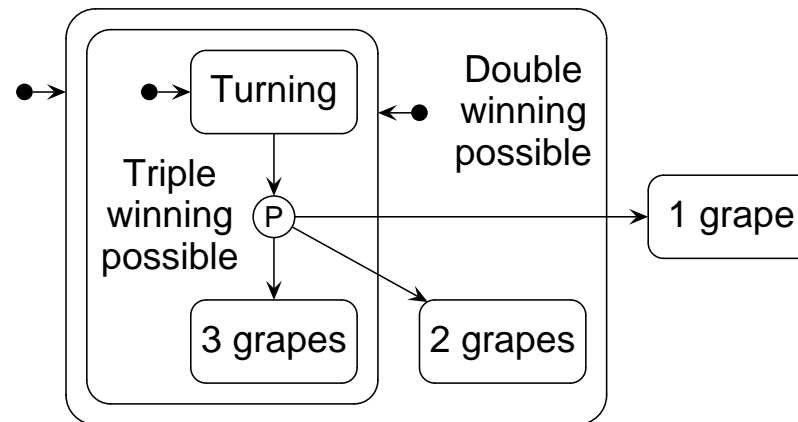 Turning
Double
winning
possible
Triple
winning
possible
P
1 grape
3 grapes
2 grapes